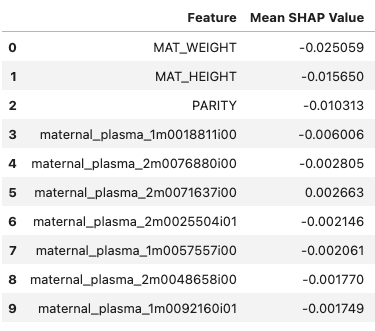 Feature Mean SHAP Value
0 MAT_WEIGHT -0.025059
1 MAT_HEIGHT -0.015650
2 PARITY -0.010313
3 maternal_plasma_1m0018811i00 -0.006006
4 maternal_plasma_2m0076880i00 -0.002805
5 maternal_plasma_2m0071637i00 0.002663
6 maternal_plasma_2m0025504i01 -0.002146
7 maternal_plasma_1m0057557i00 -0.002061
8 maternal_plasma_2m0048658i00 -0.001770
9 maternal_plasma_1m0092160i01 -0.001749